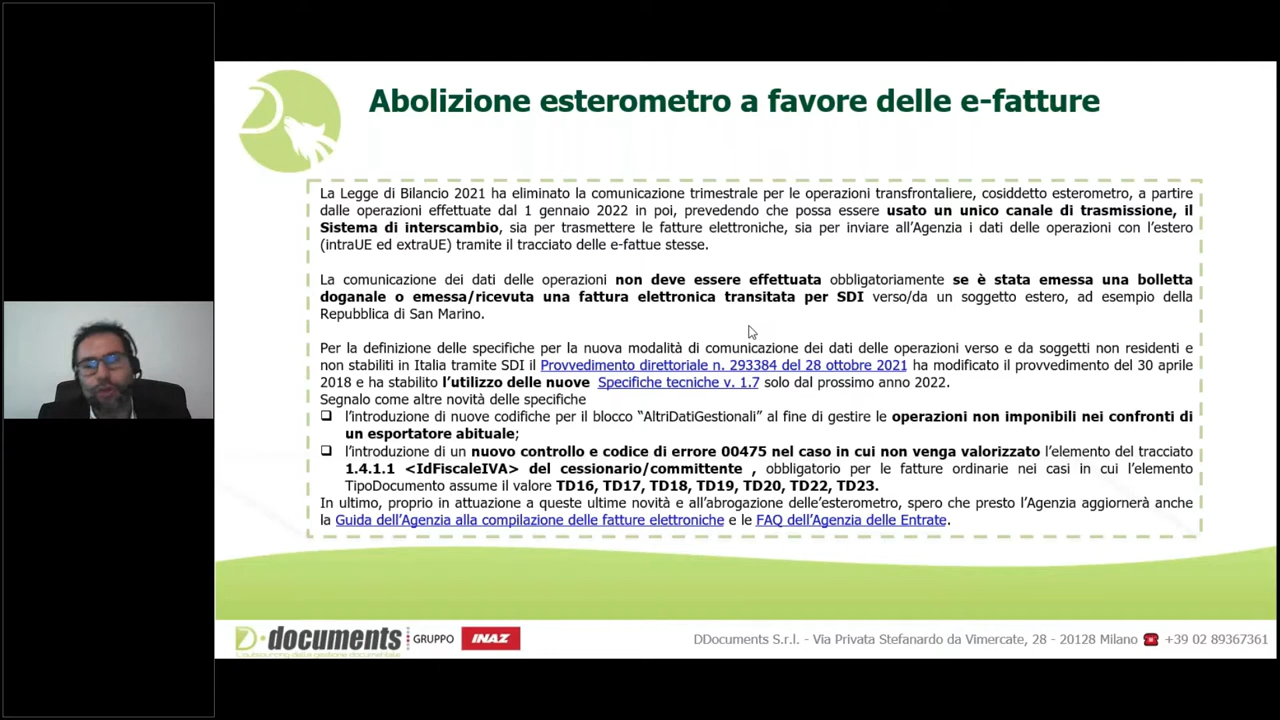 Abolizione esterometro a favore delle e-fatture
La Legge di Bilancio 2021 ha eliminato la comunicazione trimestrale per le operazioni transfrontaliere, cosiddetto esterometro, a partire
dalle operazioni effettuate dal 1 gennaio 2022 in poi, prevedendo che possa essere usato un unico canale di trasmissione, il
Sistema di interscambio, sia per trasmettere le fatture elettroniche, sia per inviare all'Agenzia i dati delle operazioni con l'estero
(intraUE ed extraUE) tramite il tracciato delle e-fattue stesse.
La comunicazione dei dati delle operazioni non deve essere effettuata obbligatoriamente se è stata emessa una bolletta
doganale o emessa/ricevuta una fattura elettronica transitata per SDI verso/da un soggetto estero, ad esempio della
Repubblica di San Marino.
Per la definizione delle specifiche per la nuova modalità di comunicazione dei dati delle operazioni verso e da soggetti non residenti e
non stabiliti in Italia tramite SDI il Provvedimento direttoriale n. 293384 del 28 ottobre 2021 ha modificato il provvedimento del 30 aprile
2018 e ha stabilito l'utilizzo delle nuove Specifiche tecniche v. 1.7 solo dal prossimo anno 2022.
Segnalo come altre novità delle specifiche
❑ l'introduzione di nuove codifiche per il blocco "AltriDatiGestionali" al fine di gestire le operazioni non imponibili nei confronti di
un esportatore abituale;
❑ l'introduzione di un nuovo controllo e codice di errore 00475 nel caso in cui non venga valorizzato l'elemento del tracciato
1.4.1.1 <IdFiscaleIVA> del cessionario/committente , obbligatorio per le fatture ordinarie nei casi in cui l'elemento
TipoDocumento assume il valore TD16, TD17, TD18, TD19, TD20, TD22, TD23.
In ultimo, proprio in attuazione a queste ultime novità e all'abrogazione delle'esterometro, spero che presto l'Agenzia aggiornerà anche
la Guida dell'Agenzia alla compilazione delle fatture elettroniche e le FAQ dell'Agenzia delle Entrate.
D·documents GRUPPO INAZ
L'outsourcing della gestione documentale
DDocuments S.r.l. - Via Privata Stefanardo da Vimercate, 28 - 20128 Milano ☎ +39 02 89367361